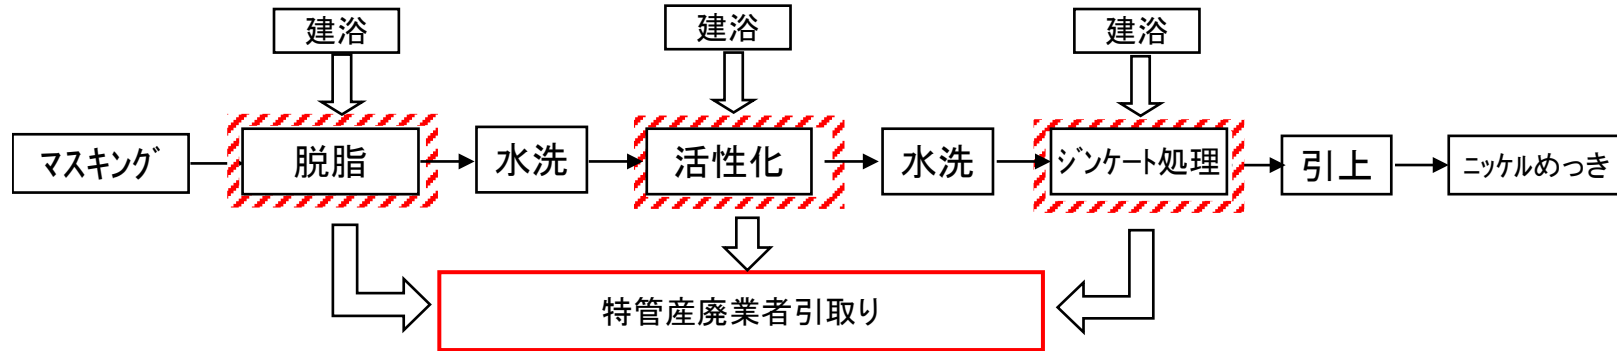 建浴
建浴
建浴
マスキング
脱脂
水洗
活性化
水洗
ジンケート処理
引上
ニッケルめっき
特管産廃業者引取り